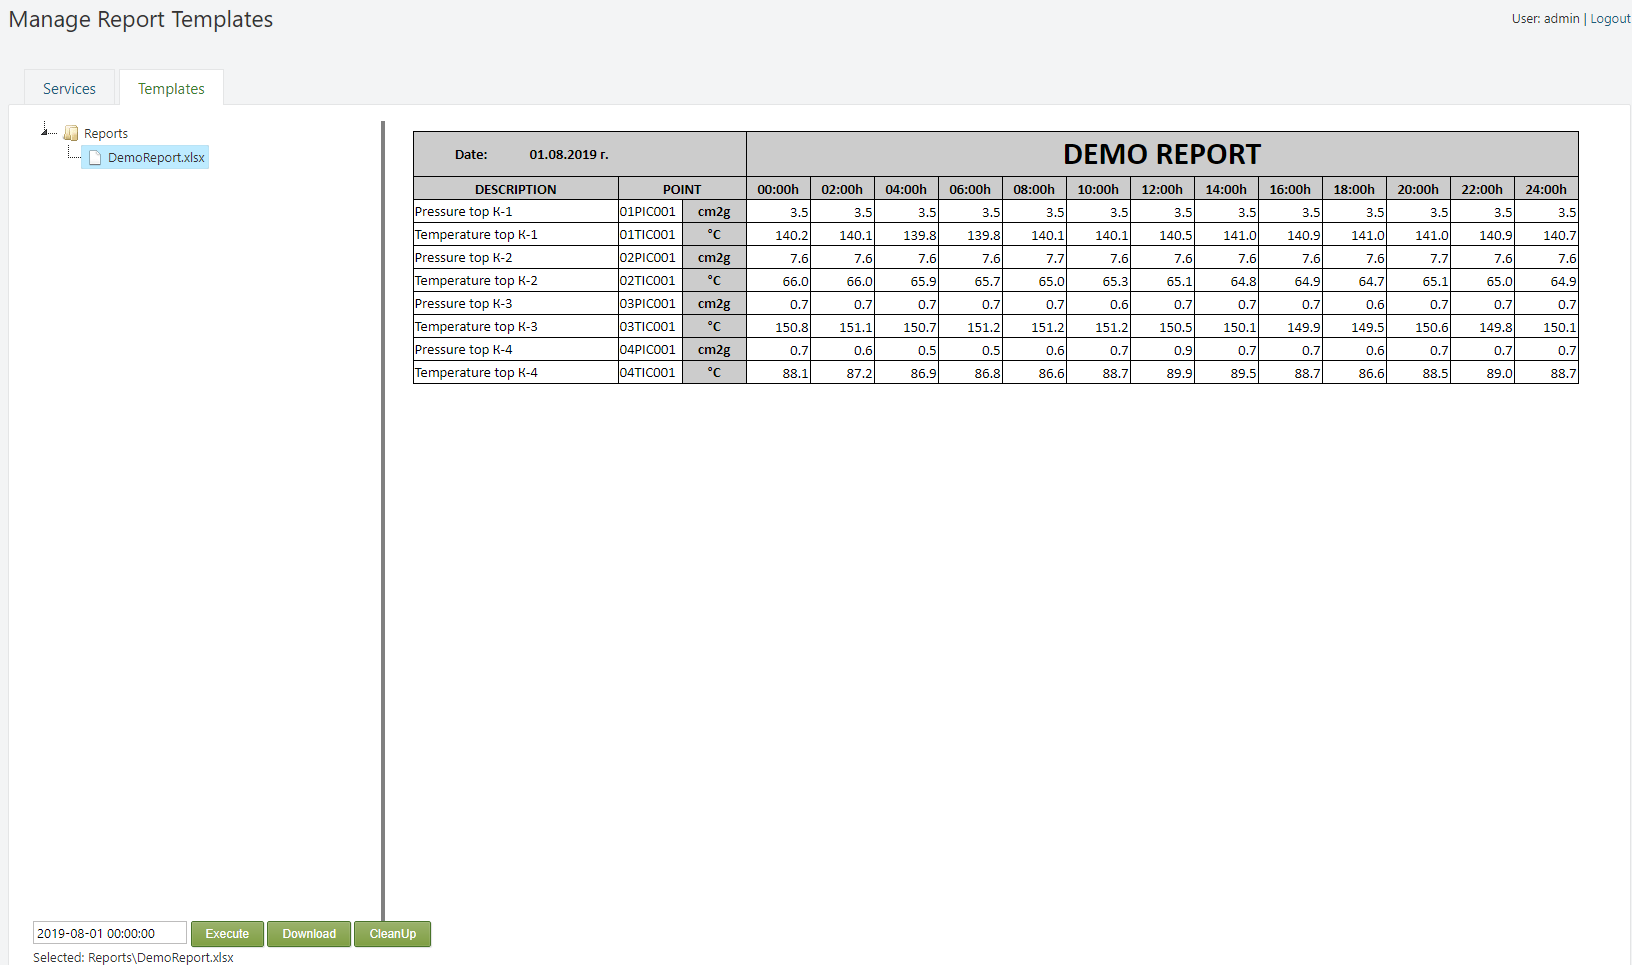 Manage Report Templates
User: admin | Logout
Services Templates
Reports
DemoReport.xlsx
Date: 01.08.2019 г. DEMO REPORT
DESCRIPTION POINT 00:00h 02:00h 04:00h 06:00h 08:00h 10:00h 12:00h 14:00h 16:00h 18:00h 20:00h 22:00h 24:00h
Pressure top K-1 01PIC001 cm2g 3.5 3.5 3.5 3.5 3.5 3.5 3.5 3.5 3.5 3.5 3.5 3.5 3.5
Temperature top K-1 01TIC001 °C 140.2 140.1 139.8 139.8 140.1 140.1 140.5 141.0 140.9 141.0 141.0 140.9 140.7
Pressure top K-2 02PIC001 cm2g 7.6 7.6 7.6 7.6 7.7 7.6 7.6 7.6 7.6 7.6 7.7 7.6 7.6
Temperature top K-2 02TIC001 °C 66.0 66.0 65.9 65.7 65.0 65.3 65.1 64.8 64.9 64.7 65.1 65.0 64.9
Pressure top K-3 03PIC001 cm2g 0.7 0.7 0.7 0.7 0.7 0.6 0.7 0.7 0.7 0.6 0.7 0.7 0.7
Temperature top K-3 03TIC001 °C 150.8 151.1 150.7 151.2 151.2 151.2 150.5 150.1 149.9 149.5 150.6 149.8 150.1
Pressure top K-4 04PIC001 cm2g 0.7 0.6 0.5 0.5 0.6 0.7 0.9 0.7 0.7 0.6 0.7 0.7 0.7
Temperature top K-4 04TIC001 °C 88.1 87.2 86.9 86.8 86.6 88.7 89.9 89.5 88.7 86.6 88.5 89.0 88.7
2019-08-01 00:00:00 Execute Download CleanUp
Selected: Reports\DemoReport.xlsx